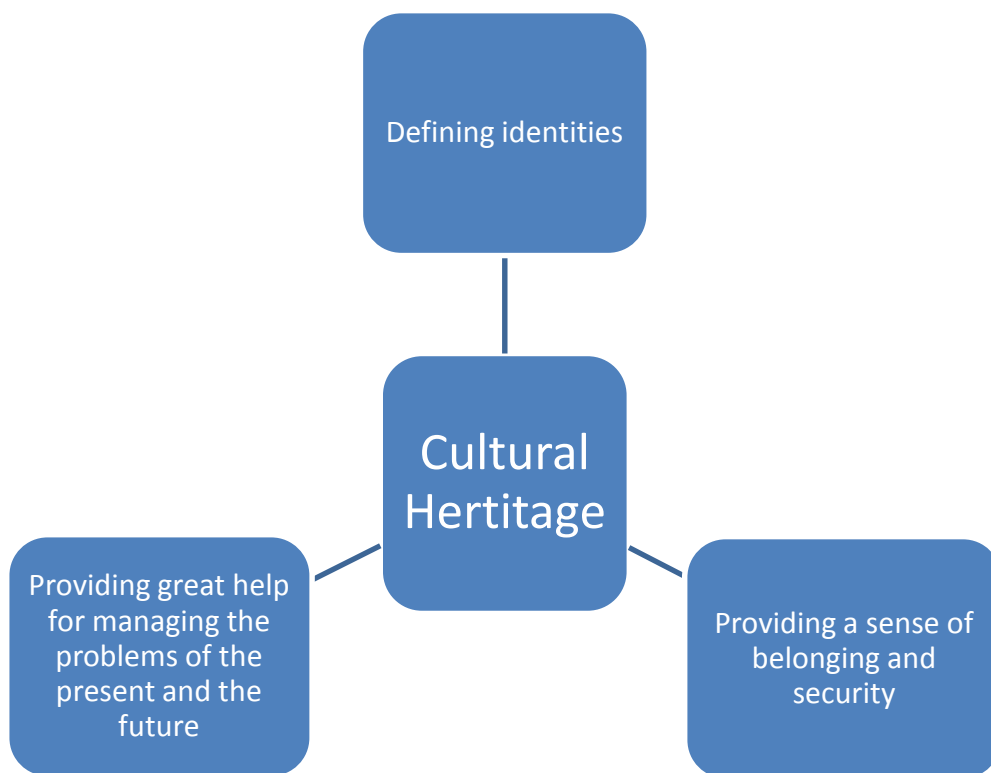 Defining identities
Cultural
Hertitage
Providing great help
for managing the
problems of the
present and the
future
Providing a sense of
belonging and
security